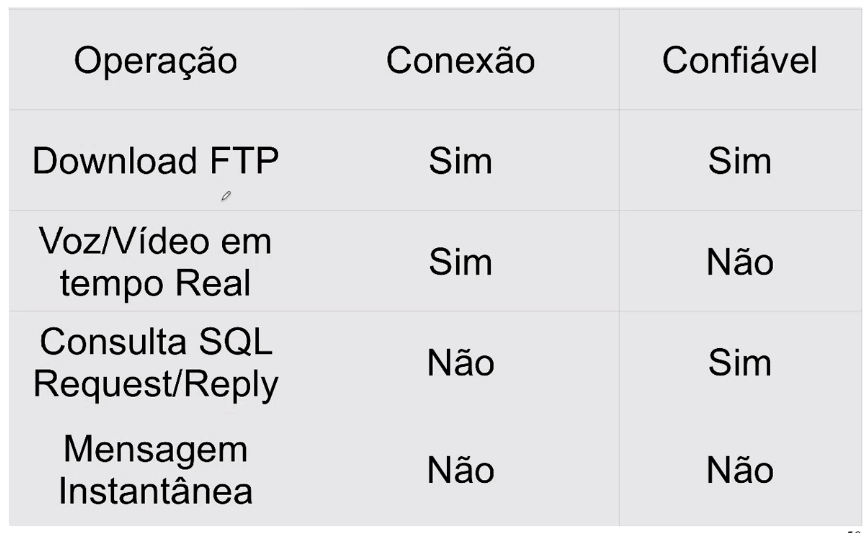 Operação Conexão Confiável
Download FTP Sim Sim
Voz/Vídeo em
tempo Real Sim Não
Consulta SQL
Request/Reply Não Sim
Mensagem
Instantânea Não Não